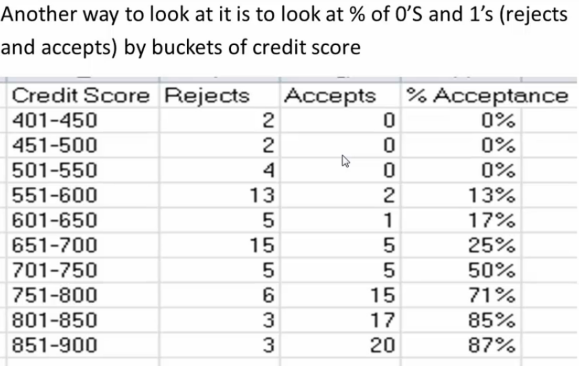 Another way to look at it is to look at % of 0'S and 1's (rejects
and accepts) by buckets of credit score
Credit Score Rejects Accepts % Acceptance
401-450 2 0 0%
451-500 2 0 0%
501-550 4 0 0%
551-600 13 2 13%
601-650 5 1 17%
651-700 15 5 25%
701-750 5 5 50%
751-800 6 15 71%
801-850 3 17 85%
851-900 3 20 87%